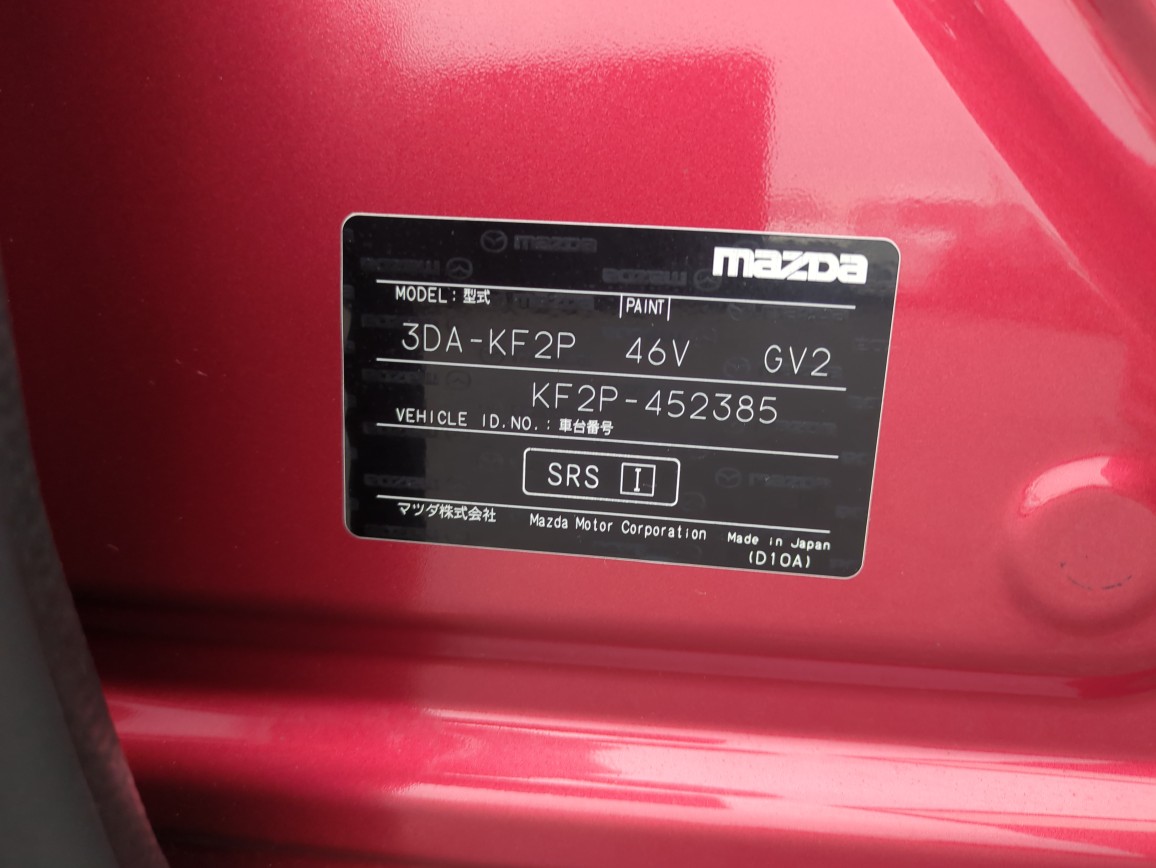 mazda
MODEL：型式 PAINT
3DA-KF2P 46V GV2
KF2P-452385
VEHICLE ID.NO.：車台番号
SRS I
マツダ株式会社 Mazda Motor Corporation Made in Japan
(D10A)